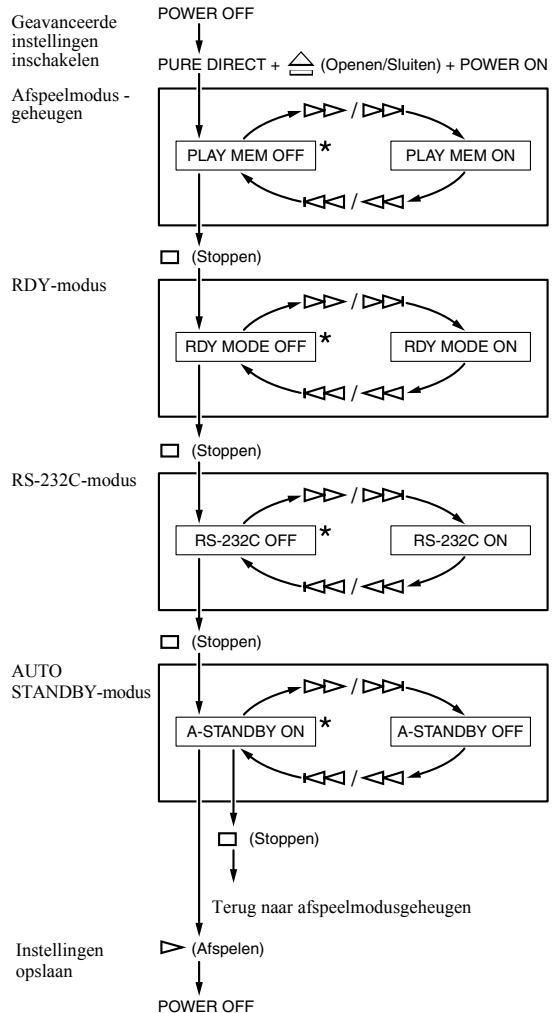 POWER OFF
Geavanceerde
instellingen
inschakelen
PURE DIRECT + (Openen/Sluiten) + POWER ON
Afspeelmodus -
geheugen
/
PLAY MEM OFF * PLAY MEM ON
/
(Stoppen)
RDY-modus
/
RDY MODE OFF * RDY MODE ON
/
(Stoppen)
RS-232C-modus
/
RS-232C OFF * RS-232C ON
/
(Stoppen)
AUTO
STANDBY-modus
/
A-STANDBY ON * A-STANDBY OFF
/
(Stoppen)
Terug naar afspeelmodusgeheugen
Instellingen
opslaan
(Afspelen)
POWER OFF